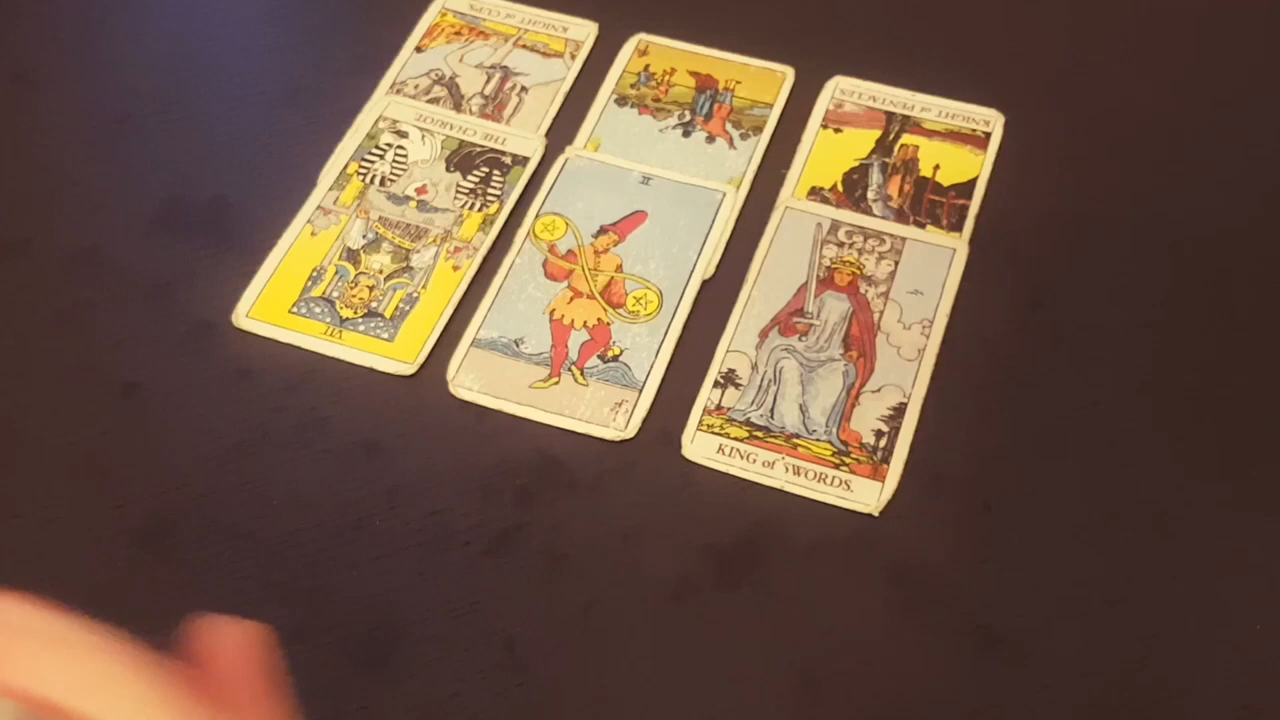 KNIGHT of CUPS.
KNIGHT of PENTACLES.
THE CHARIOT.
VII
II
KING of SWORDS.